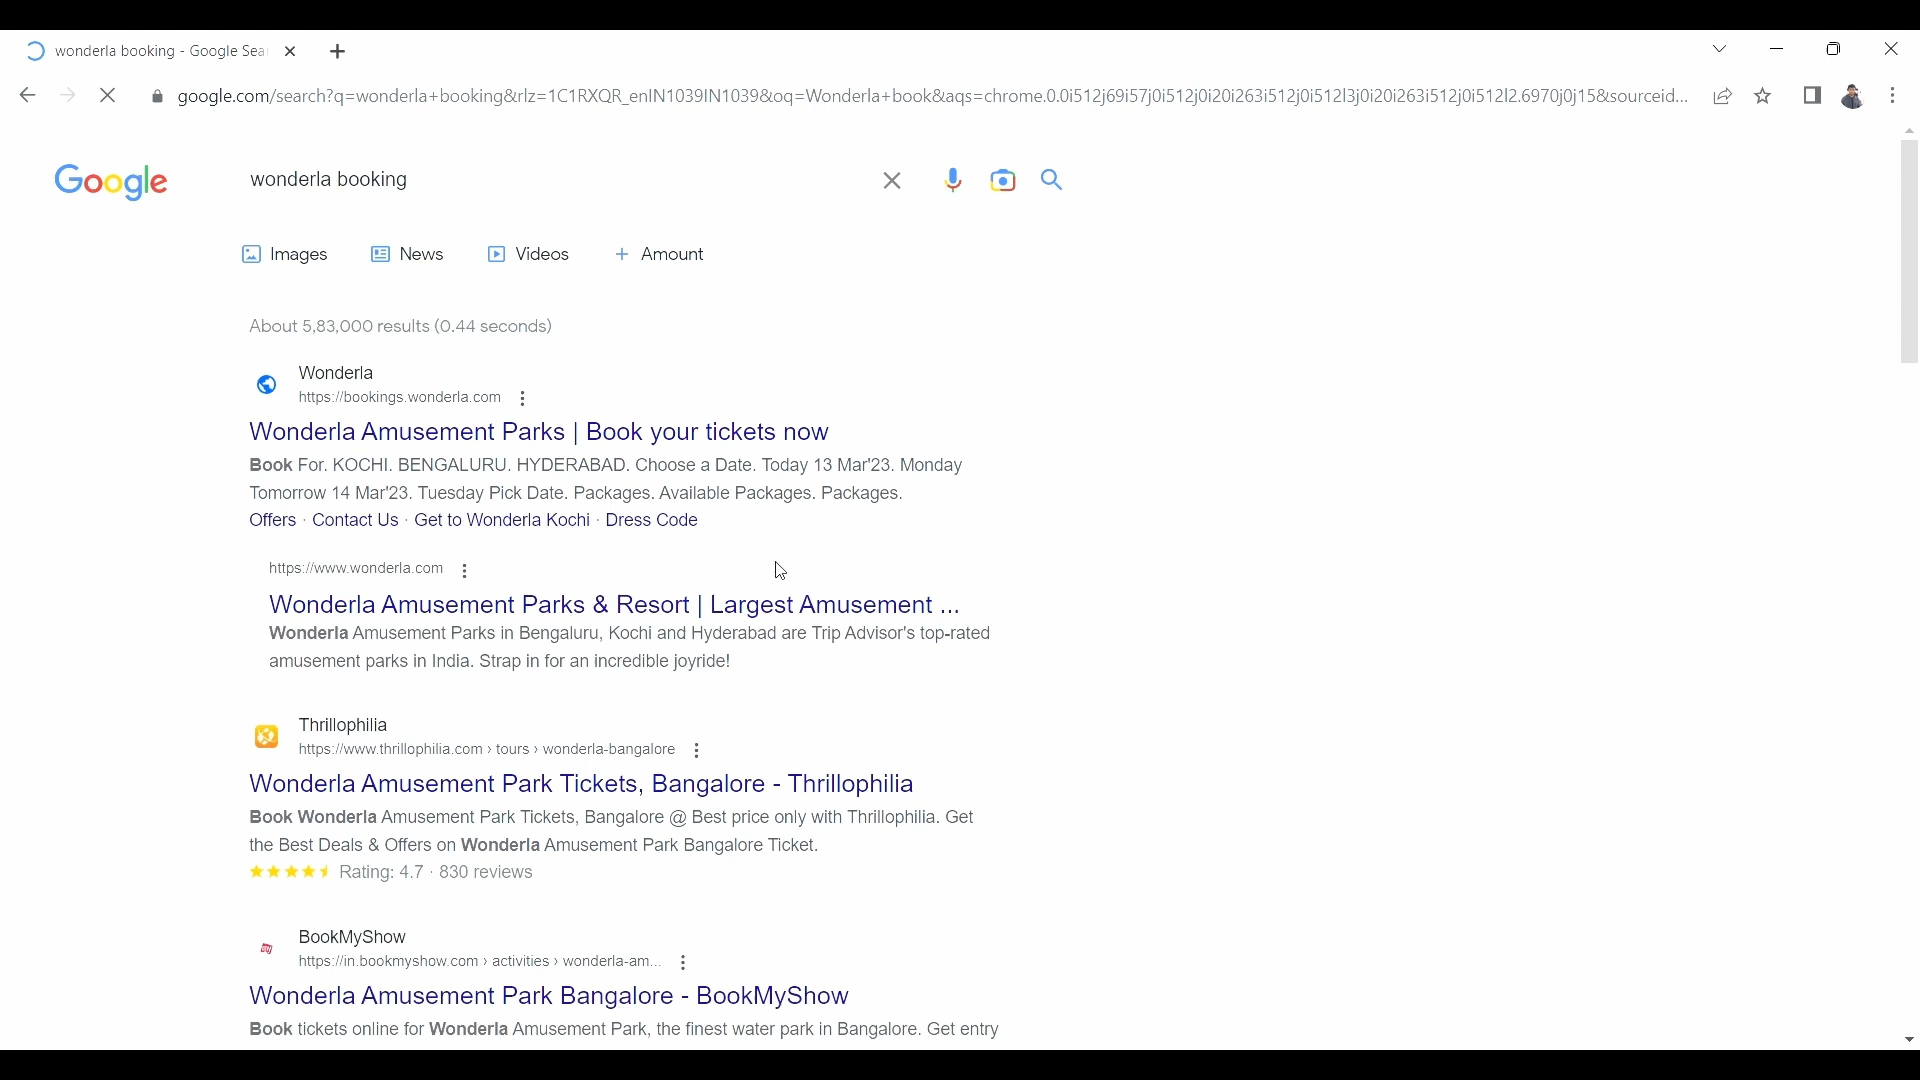 wonderla booking - Google Sea
google.com/search?q=wonderla+booking&rlz=1C1RXQR_enIN1039IN1039&oq=Wonderla+book&aqs=chrome.0.0i512j69i57j0i512j0i20i263i512j0i512l3j0i20i263i512j0i512l2.6970j0j15&sourceid...
Google
wonderla booking
Images News Videos + Amount
About 5,83,000 results (0.44 seconds)
Wonderla
https://bookings.wonderla.com
Wonderla Amusement Parks | Book your tickets now
Book For. KOCHI. BENGALURU. HYDERABAD. Choose a Date. Today 13 Mar'23. Monday
Tomorrow 14 Mar'23. Tuesday Pick Date. Packages. Available Packages. Packages.
Offers · Contact Us · Get to Wonderla Kochi · Dress Code
https://www.wonderla.com
Wonderla Amusement Parks & Resort | Largest Amusement ...
Wonderla Amusement Parks in Bengaluru, Kochi and Hyderabad are Trip Advisor's top-rated
amusement parks in India. Strap in for an incredible joyride!
Thrillophilia
https://www.thrillophilia.com › tours › wonderla-bangalore
Wonderla Amusement Park Tickets, Bangalore - Thrillophilia
Book Wonderla Amusement Park Tickets, Bangalore @ Best price only with Thrillophilia. Get
the Best Deals & Offers on Wonderla Amusement Park Bangalore Ticket.
Rating: 4.7 · 830 reviews
BookMyShow
https://in.bookmyshow.com › activities › wonderla-am...
Wonderla Amusement Park Bangalore - BookMyShow
Book tickets online for Wonderla Amusement Park, the finest water park in Bangalore. Get entry